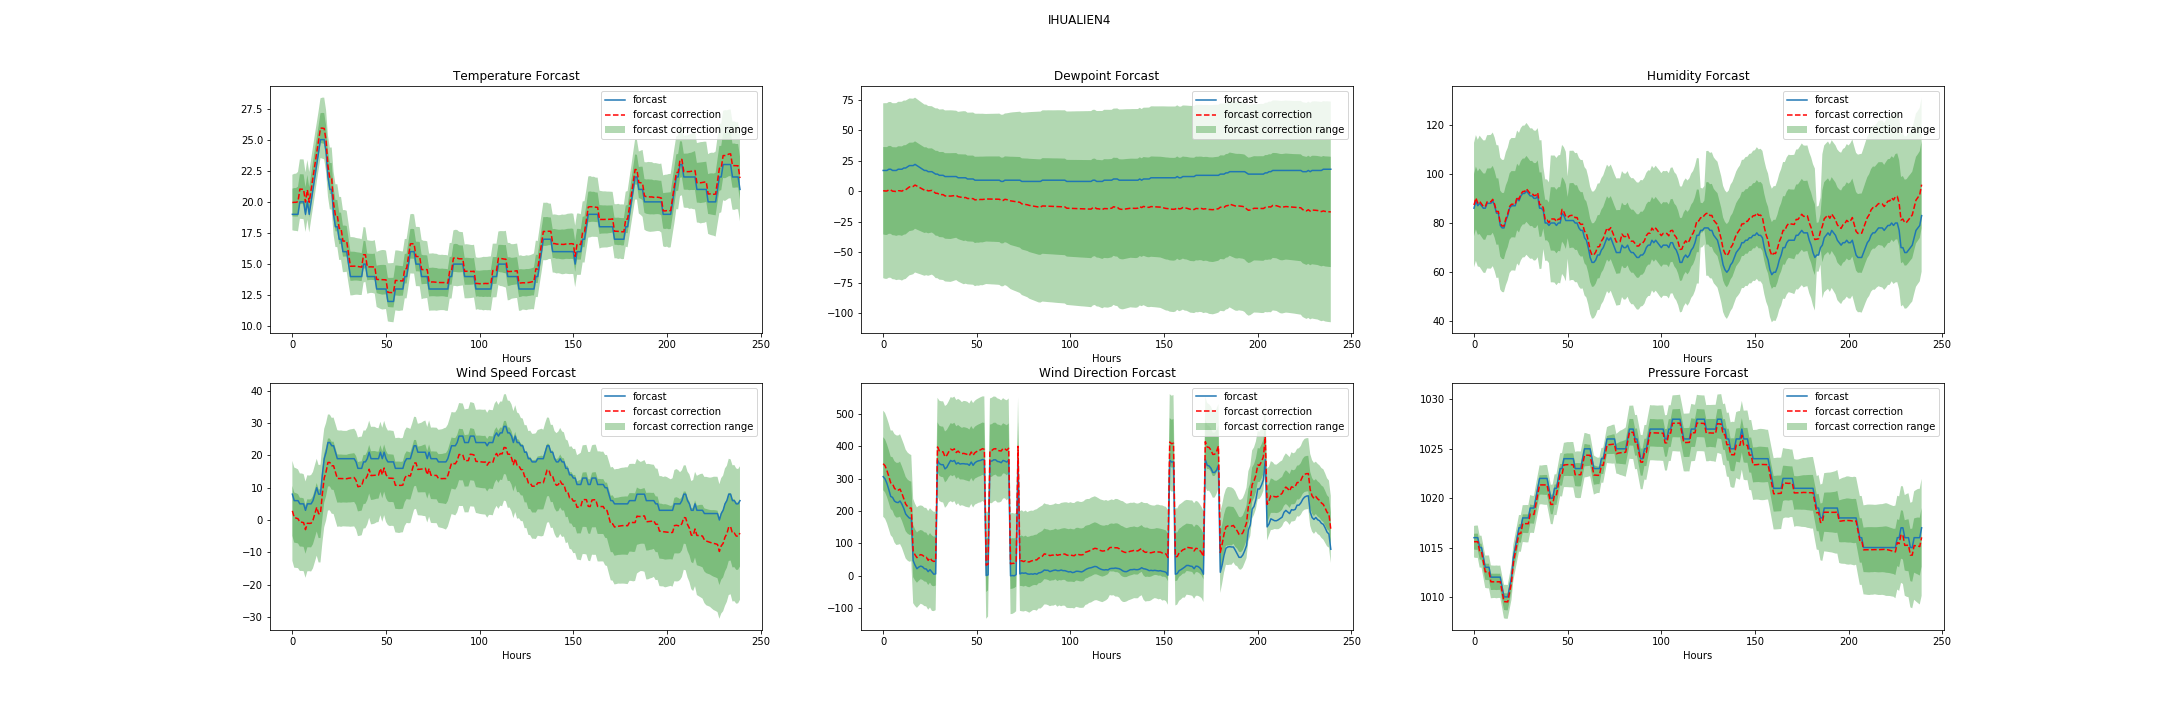 IHUALIEN4
Temperature Forcast
27.5
25.0
22.5
20.0
17.5
15.0
12.5
10.0
0 50 100 150 200 250
Hours
forcast
forcast correction
forcast correction range
Dewpoint Forcast
75
50
25
0
−25
−50
−75
−100
0 50 100 150 200 250
Hours
forcast
forcast correction
forcast correction range
Humidity Forcast
120
100
80
60
40
0 50 100 150 200 250
Hours
forcast
forcast correction
forcast correction range
Wind Speed Forcast
40
30
20
10
0
−10
−20
−30
0 50 100 150 200 250
Hours
forcast
forcast correction
forcast correction range
Wind Direction Forcast
500
400
300
200
100
0
−100
0 50 100 150 200 250
Hours
forcast
forcast correction
forcast correction range
Pressure Forcast
1030
1025
1020
1015
1010
0 50 100 150 200 250
Hours
forcast
forcast correction
forcast correction range